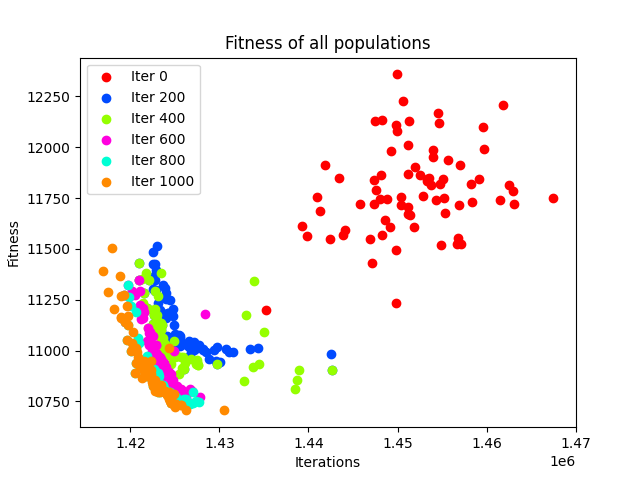 Fitness of all populations
Iter 0
Iter 200
Iter 400
Iter 600
Iter 800
Iter 1000
12250
12000
11750
11500
11250
11000
10750
Fitness
1.42 1.43 1.44 1.45 1.46 1.47
1e6
Iterations